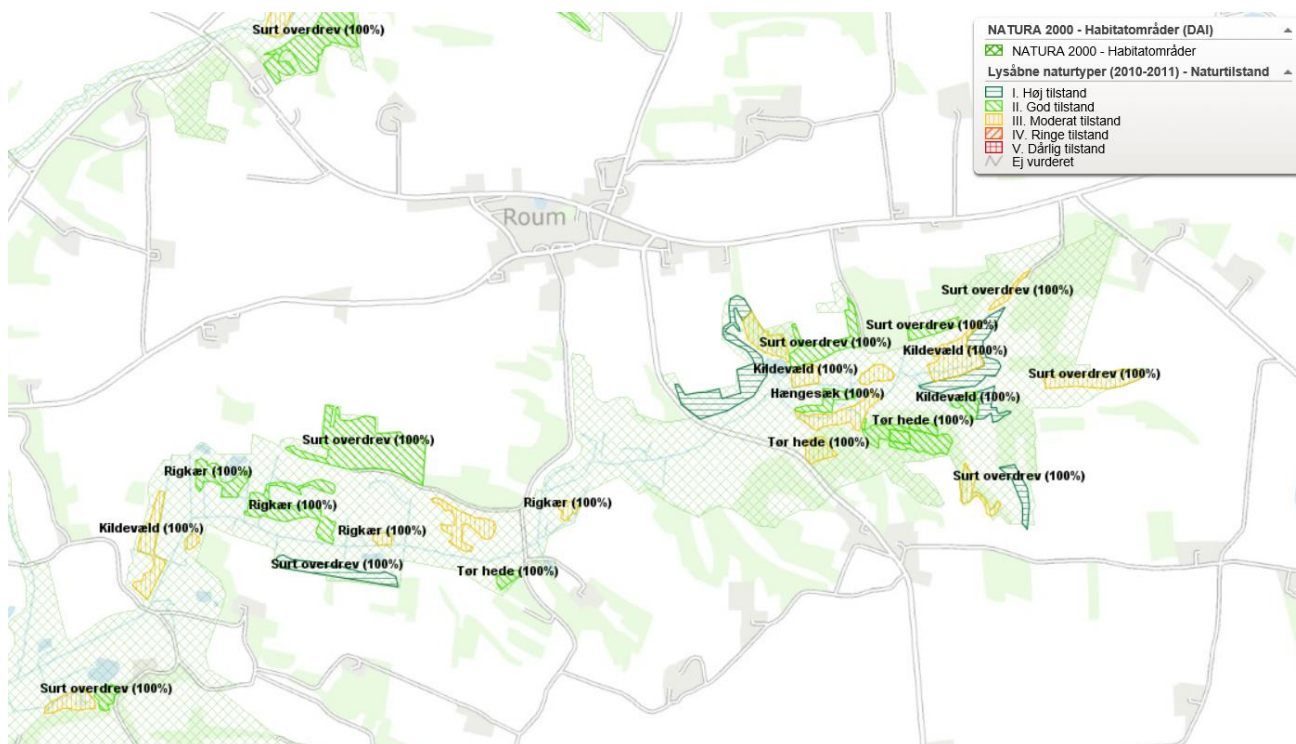 Surt overdrev (100%)
NATURA 2000 - Habitatområder (DAI)
NATURA 2000 - Habitatområder
Lysåbne naturtyper (2010-2011) - Naturtilstand
I. Høj tilstand
II. God tilstand
III. Moderat tilstand
IV. Ringe tilstand
V. Dårlig tilstand
Ej vurderet
Roum
Surt overdrev (100%)
Surt overdrev (100%)
Surt overdrev (100%)
Kildevæld (100%)
Kildevæld (100%)
Surt overdrev (100%)
Hængesæk (100%)
Kildevæld (100%)
Tør hede (100%)
Surt overdrev (100%)
Tør hede (100%)
Rigkær (100%)
Surt overdrev (100%)
Rigkær (100%)
Rigkær (100%)
Kildevæld (100%)
Rigkær (100%)
Surt overdrev (100%)
Tør hede (100%)
Surt overdrev (100%)